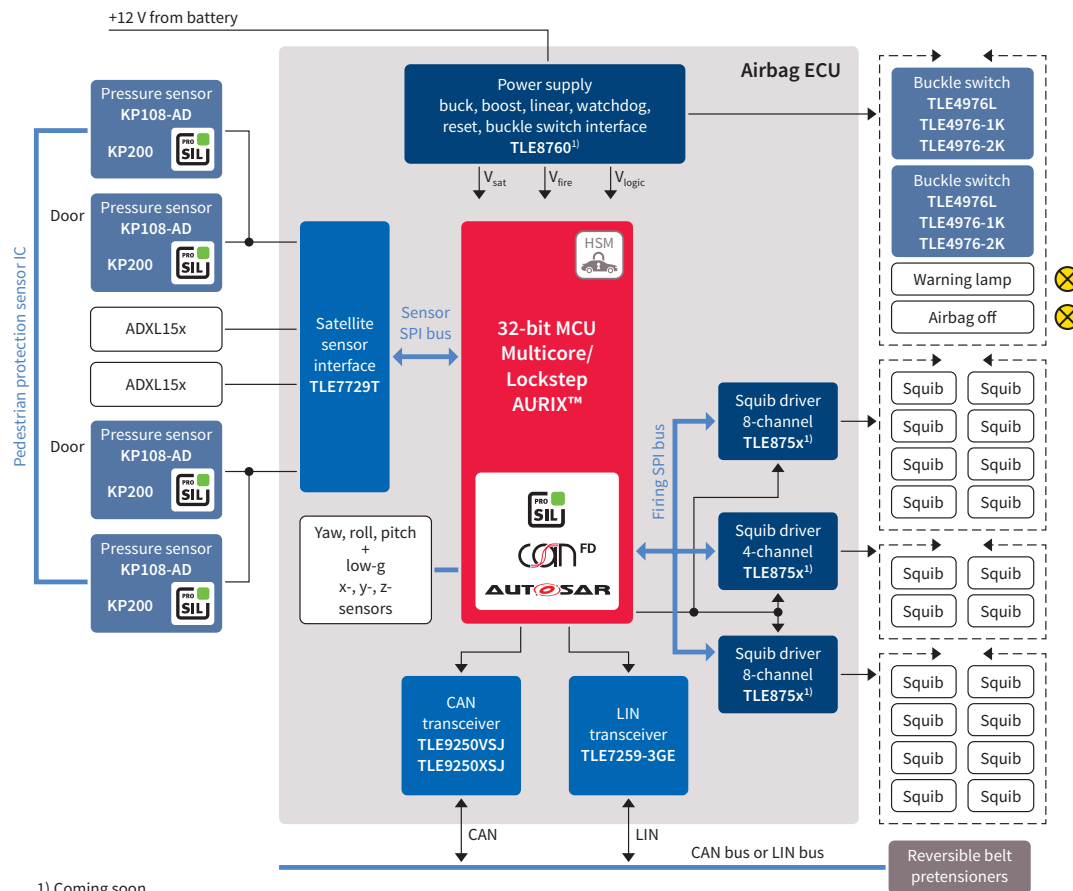 +12 V from battery
Airbag ECU
Power supply
buck, boost, linear, watchdog,
reset, buckle switch interface
TLE87601)
Vsat
Vfire
Vlogic
Pedestrian protection sensor IC
Pressure sensor
KP108-AD
KP200
PRO
SIL
Door
Pressure sensor
KP108-AD
KP200
PRO
SIL
ADXL15x
ADXL15x
Door
Pressure sensor
KP108-AD
KP200
PRO
SIL
Pressure sensor
KP108-AD
KP200
PRO
SIL
Satellite
sensor
interface
TLE7729T
Sensor
SPI bus
HSM
32-bit MCU
Multicore/
Lockstep
AURIX™
PRO
SIL
CAN FD
AUTOSAR
Yaw, roll, pitch
+
low-g
x-, y-, z-
sensors
Firing SPI bus
Squib driver
8-channel
TLE875x1)
Squib driver
4-channel
TLE875x1)
Squib driver
8-channel
TLE875x1)
Buckle switch
TLE4976L
TLE4976-1K
TLE4976-2K
Buckle switch
TLE4976L
TLE4976-1K
TLE4976-2K
Warning lamp
Airbag off
Squib Squib
Squib Squib
Squib Squib
Squib Squib
Squib Squib
Squib Squib
Squib Squib
Squib Squib
Squib Squib
Squib Squib
CAN
transceiver
TLE9250VSJ
TLE9250XSJ
LIN
transceiver
TLE7259-3GE
CAN
LIN
CAN bus or LIN bus
Reversible belt
pretensioners
1) Coming soon